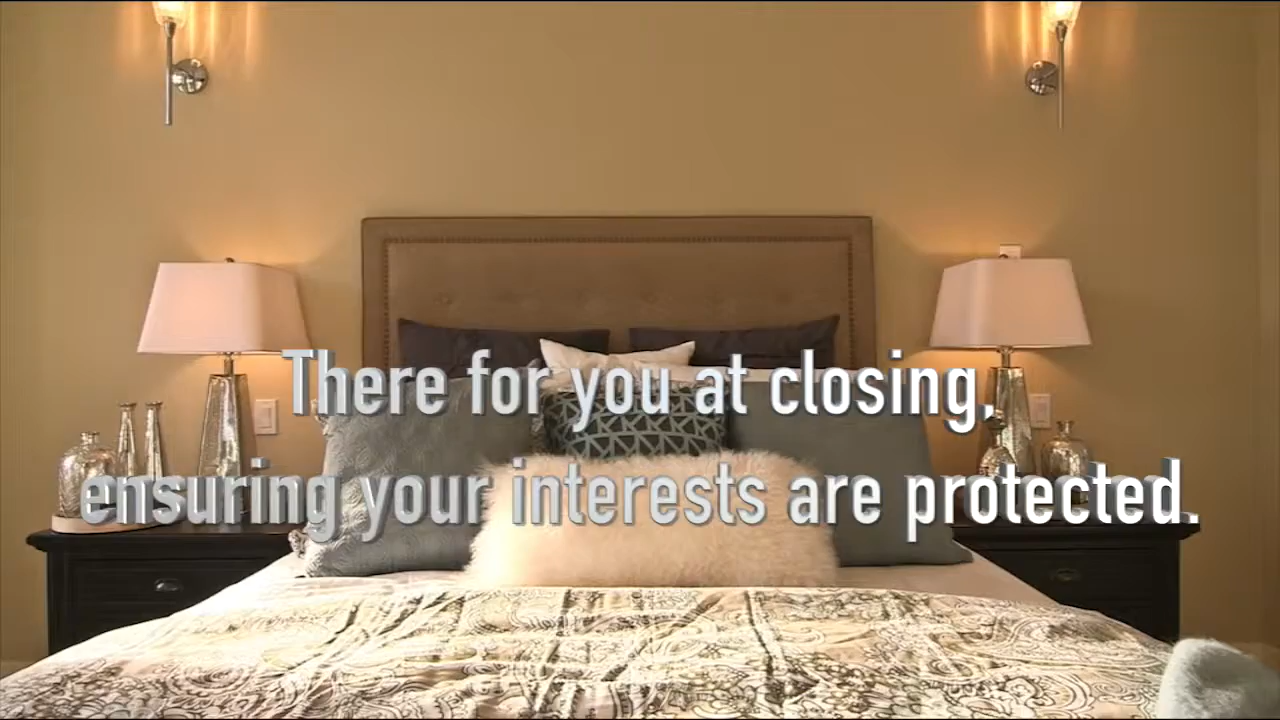 There for you at closing,
ensuring your interests are protected.